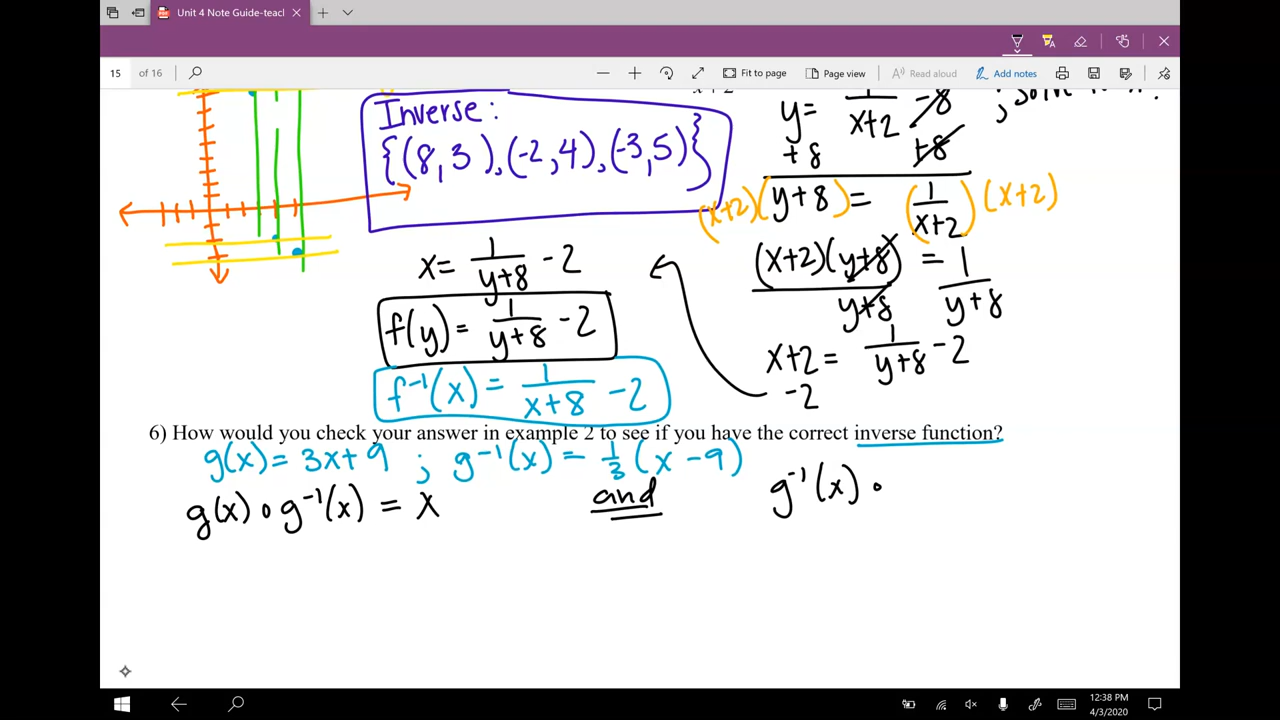 Unit 4 Note Guide-teach
15 of 16
Fit to page
Page view
Read aloud
Add notes
Inverse:
{(8,3),(-2,4),(-3,5)}
y= 1/x+2 -8
+8 +8
(x+2)(y+8)= (1/x+2)(x+2)
(x+2)(y+8)/y+8 = 1/y+8
x+2= 1/y+8 -2
-2
x= 1/y+8 -2
f(y)= 1/y+8 -2
f⁻¹(x)= 1/x+8 -2
6) How would you check your answer in example 2 to see if you have the correct inverse function?
g(x)= 3x+9 ; g⁻¹(x)= 1/3(x-9)
g(x)∘g⁻¹(x) = x and g⁻¹(x)∘
12:38 PM
4/3/2020